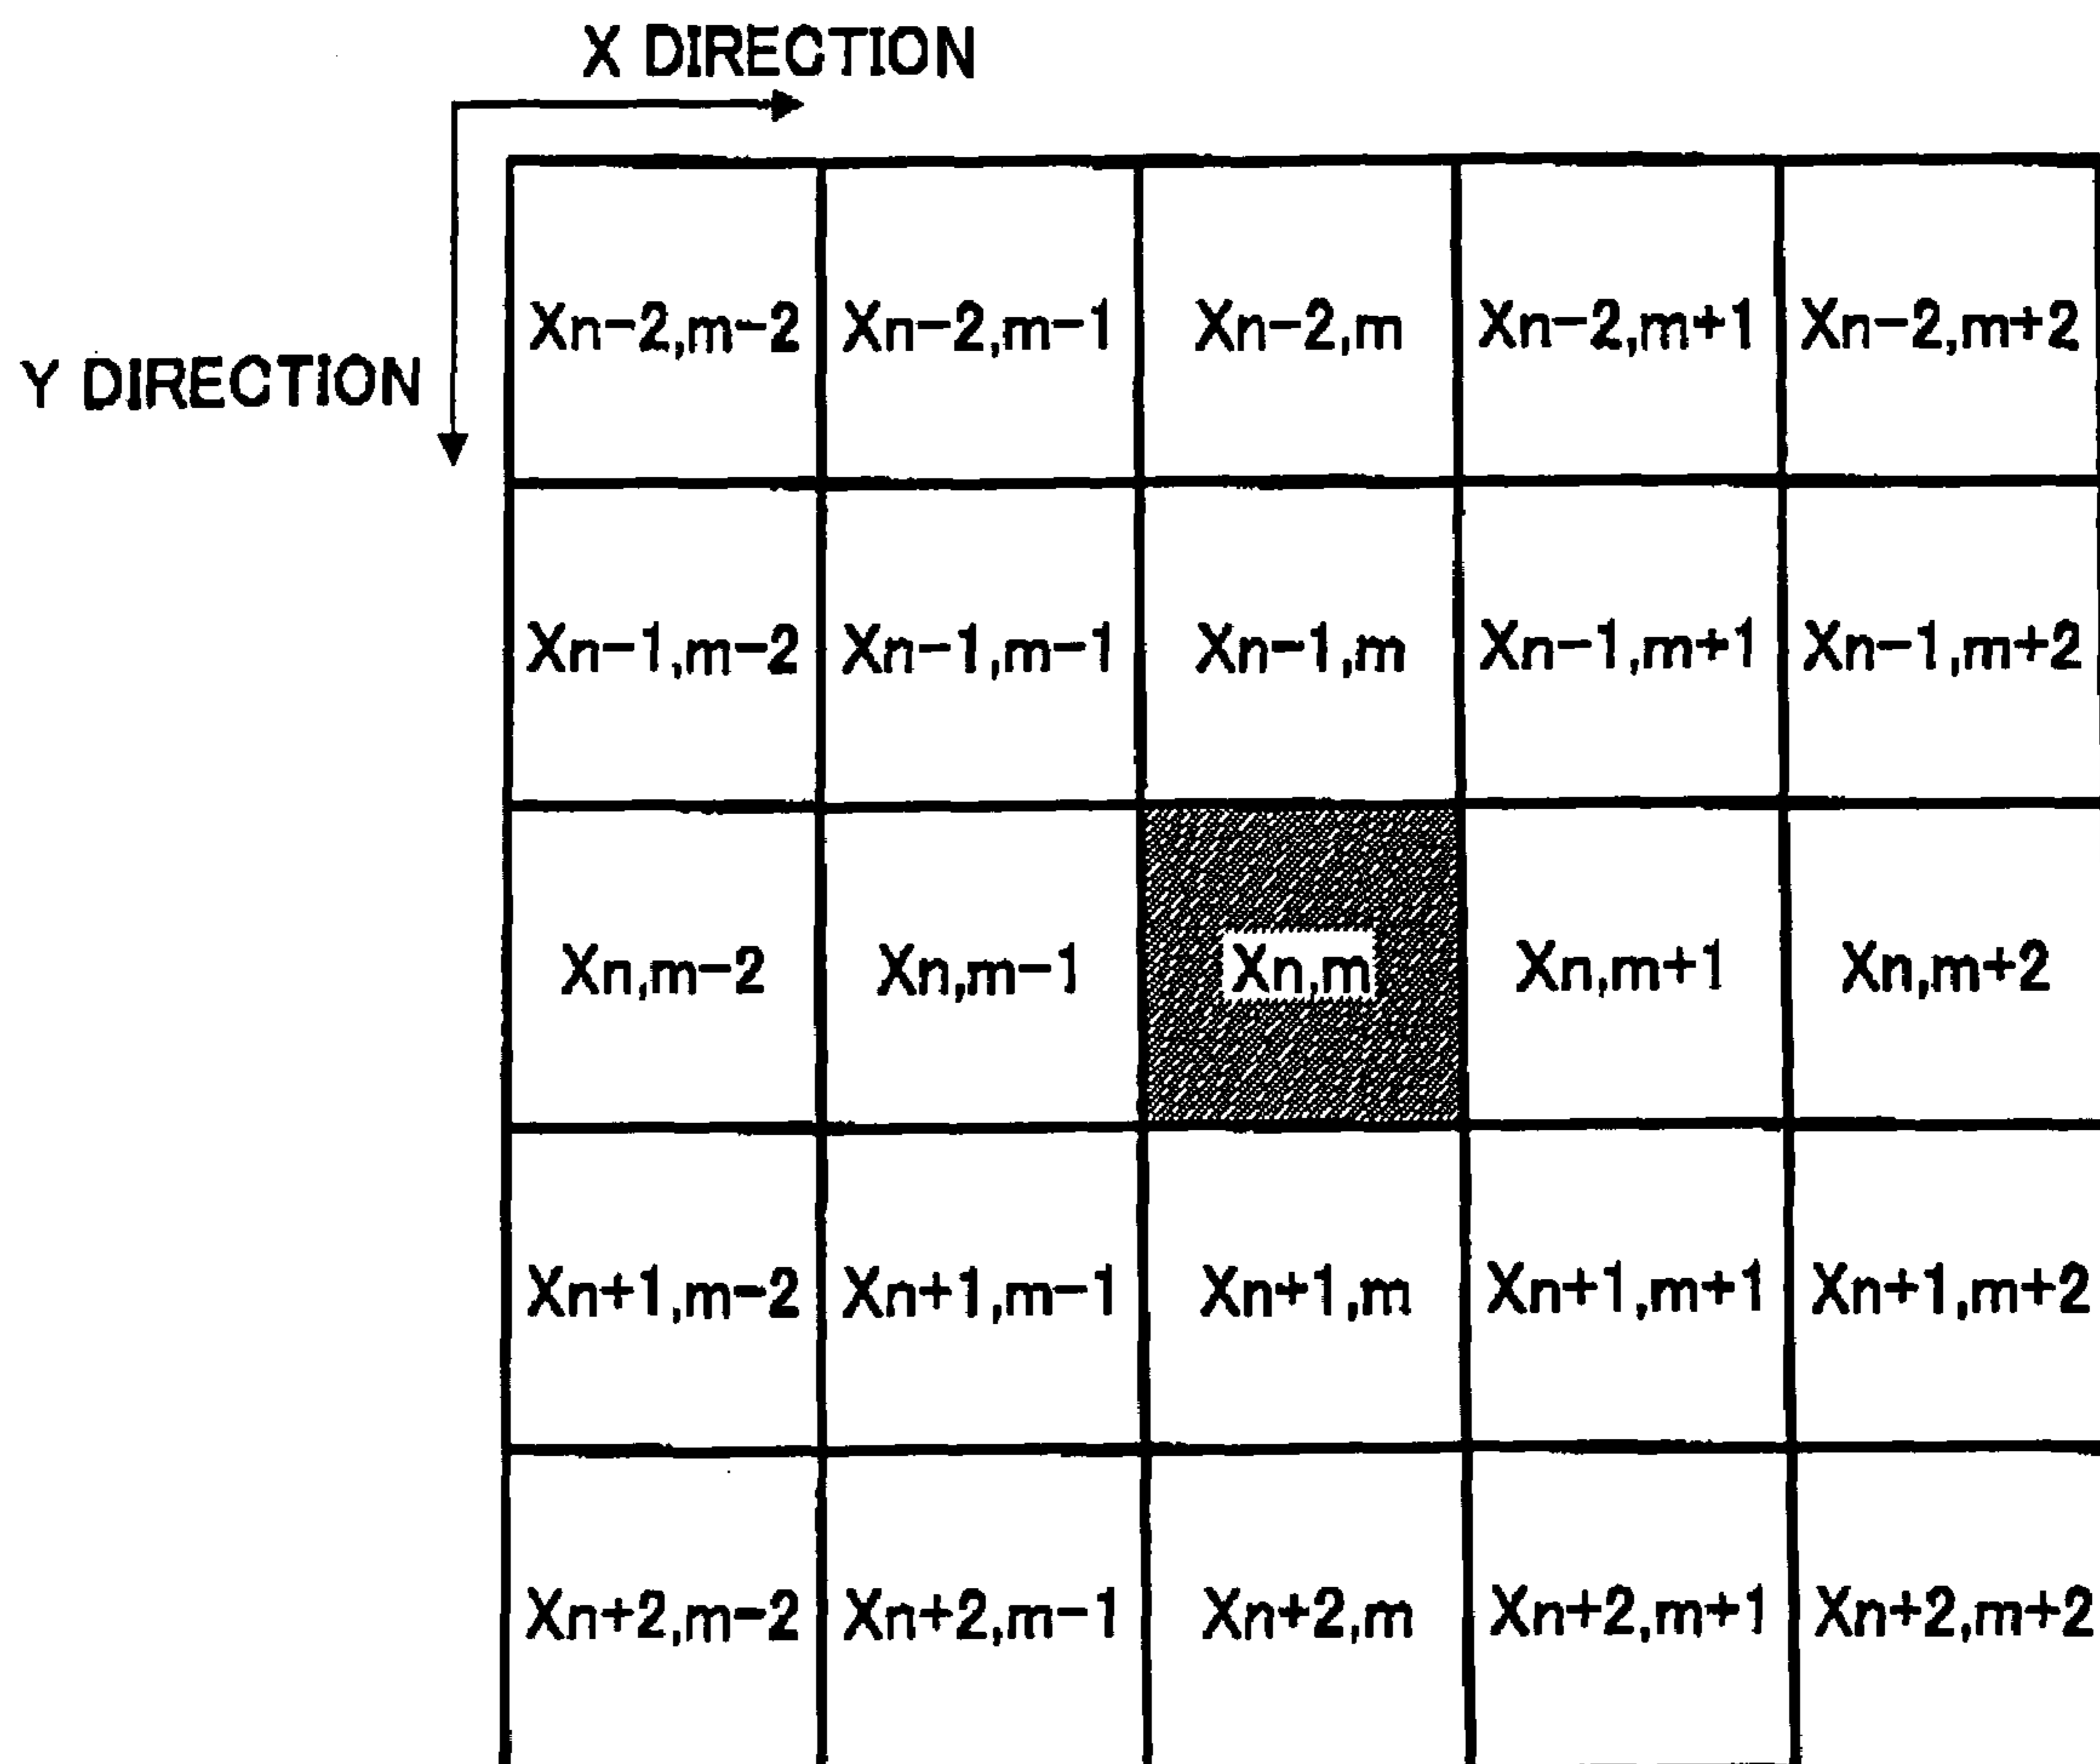 X DIRECTION
Y DIRECTION
Xn-2,m-2 Xn-2,m-1 Xn-2,m Xn-2,m+1 Xn-2,m+2
Xn-1,m-2 Xn-1,m-1 Xn-1,m Xn-1,m+1 Xn-1,m+2
Xn,m-2 Xn,m-1 Xn,m Xn,m+1 Xn,m+2
Xn+1,m-2 Xn+1,m-1 Xn+1,m Xn+1,m+1 Xn+1,m+2
Xn+2,m-2 Xn+2,m-1 Xn+2,m Xn+2,m+1 Xn+2,m+2